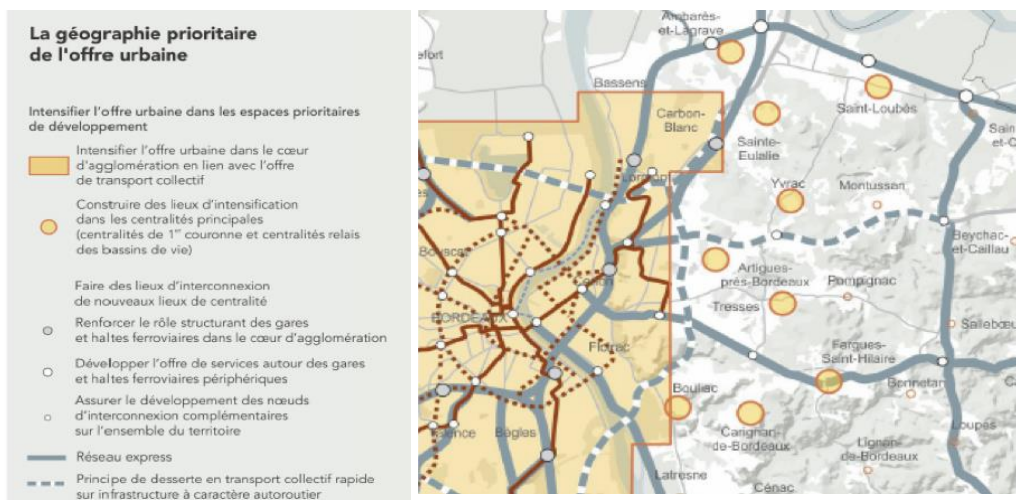 La géographie prioritaire
de l'offre urbaine
Intensifier l'offre urbaine dans les espaces prioritaires
de développement
Intensifier l'offre urbaine dans le cœur
d'agglomération en lien avec l'offre
de transport collectif
Construire des lieux d'intensification
dans les centralités principales
(centralités de 1re couronne et centralités relais
des bassins de vie)
Faire des lieux d'interconnexion
de nouveaux lieux de centralité
Renforcer le rôle structurant des gares
et haltes ferroviaires dans le cœur d'agglomération
Développer l'offre de services autour des gares
et haltes ferroviaires périphériques
Assurer le développement des nœuds
d'interconnexion complémentaires
sur l'ensemble du territoire
Réseau express
Principe de desserte en transport collectif rapide
sur infrastructure à caractère autoroutier
Ambarès-
et-Lagrave
Bassens
Saint-Loubès
Carbon-
Blanc
Sainte-
Eulalie
Lormont
Yvrac
Montussan
Beychac-
et-Caillau
Artigues-
près-Bordeaux
Pompignac
Cenon
BORDEAUX
Tresses
Fargues-
Saint-Hilaire
Floirac
Bonnetan
Bouliac
Carignan-
de-Bordeaux
Loupes
Bègles
Lignan-
de-Bordeaux
Latresne
Cénac